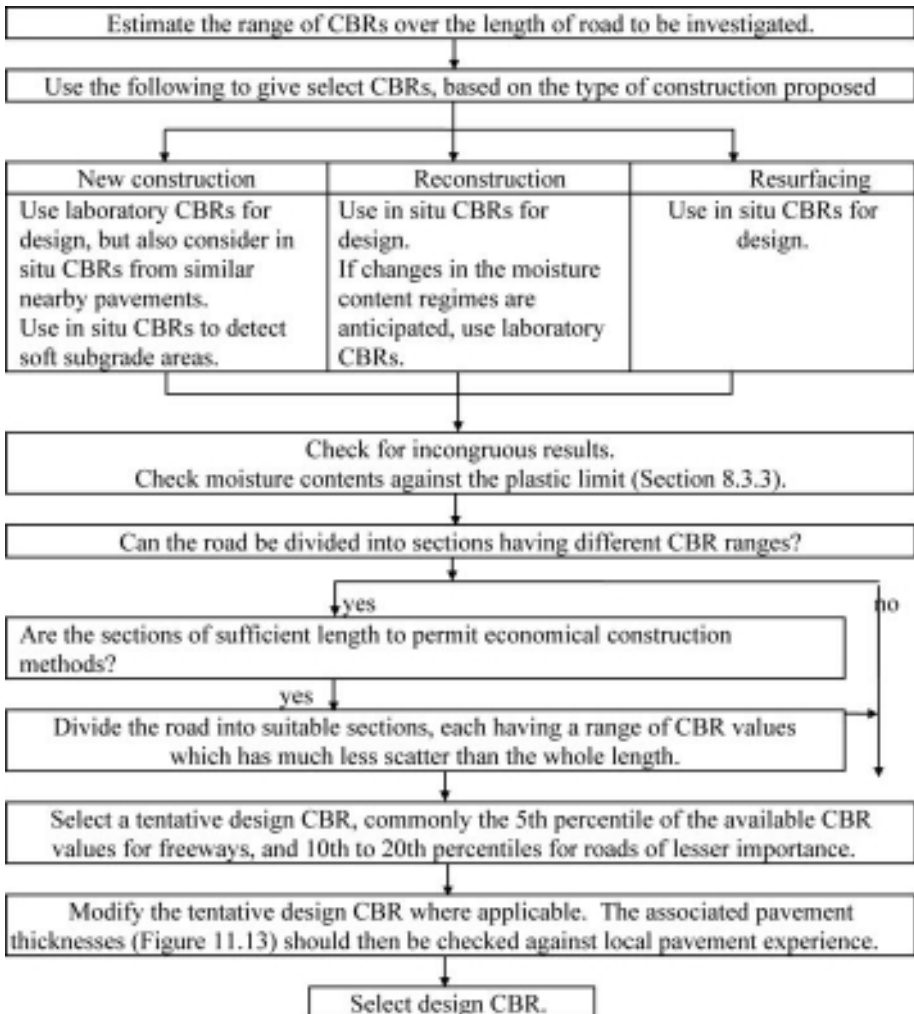 Estimate the range of CBRs over the length of road to be investigated.
Use the following to give select CBRs, based on the type of construction proposed
New construction
Use laboratory CBRs for
design, but also consider in
situ CBRs from similar
nearby pavements.
Use in situ CBRs to detect
soft subgrade areas.
Reconstruction
Use in situ CBRs for
design.
If changes in the moisture
content regimes are
anticipated, use laboratory
CBRs.
Resurfacing
Use in situ CBRs for
design.
Check for incongruous results.
Check moisture contents against the plastic limit (Section 8.3.3).
Can the road be divided into sections having different CBR ranges?
yes
no
Are the sections of sufficient length to permit economical construction
methods?
yes
Divide the road into suitable sections, each having a range of CBR values
which has much less scatter than the whole length.
Select a tentative design CBR, commonly the 5th percentile of the available CBR
values for freeways, and 10th to 20th percentiles for roads of lesser importance.
Modify the tentative design CBR where applicable. The associated pavement
thicknesses (Figure 11.13) should then be checked against local pavement experience.
Select design CBR.